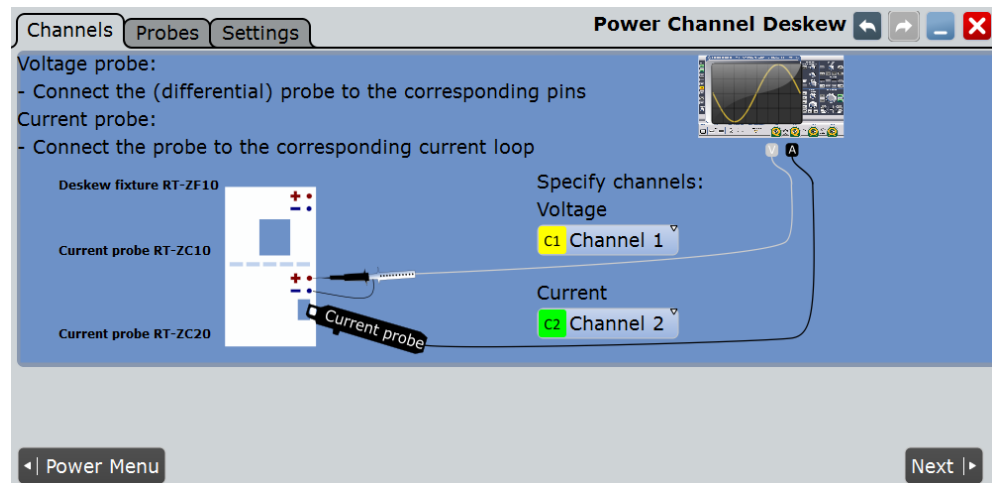 Channels Probes Settings Power Channel Deskew
Voltage probe:
- Connect the (differential) probe to the corresponding pins
Current probe:
- Connect the probe to the corresponding current loop
V A
Deskew fixture RT-ZF10
Specify channels:
Voltage
C1 Channel 1
Current probe RT-ZC10
Current
C2 Channel 2
Current probe
Current probe RT-ZC20
Power Menu
Next